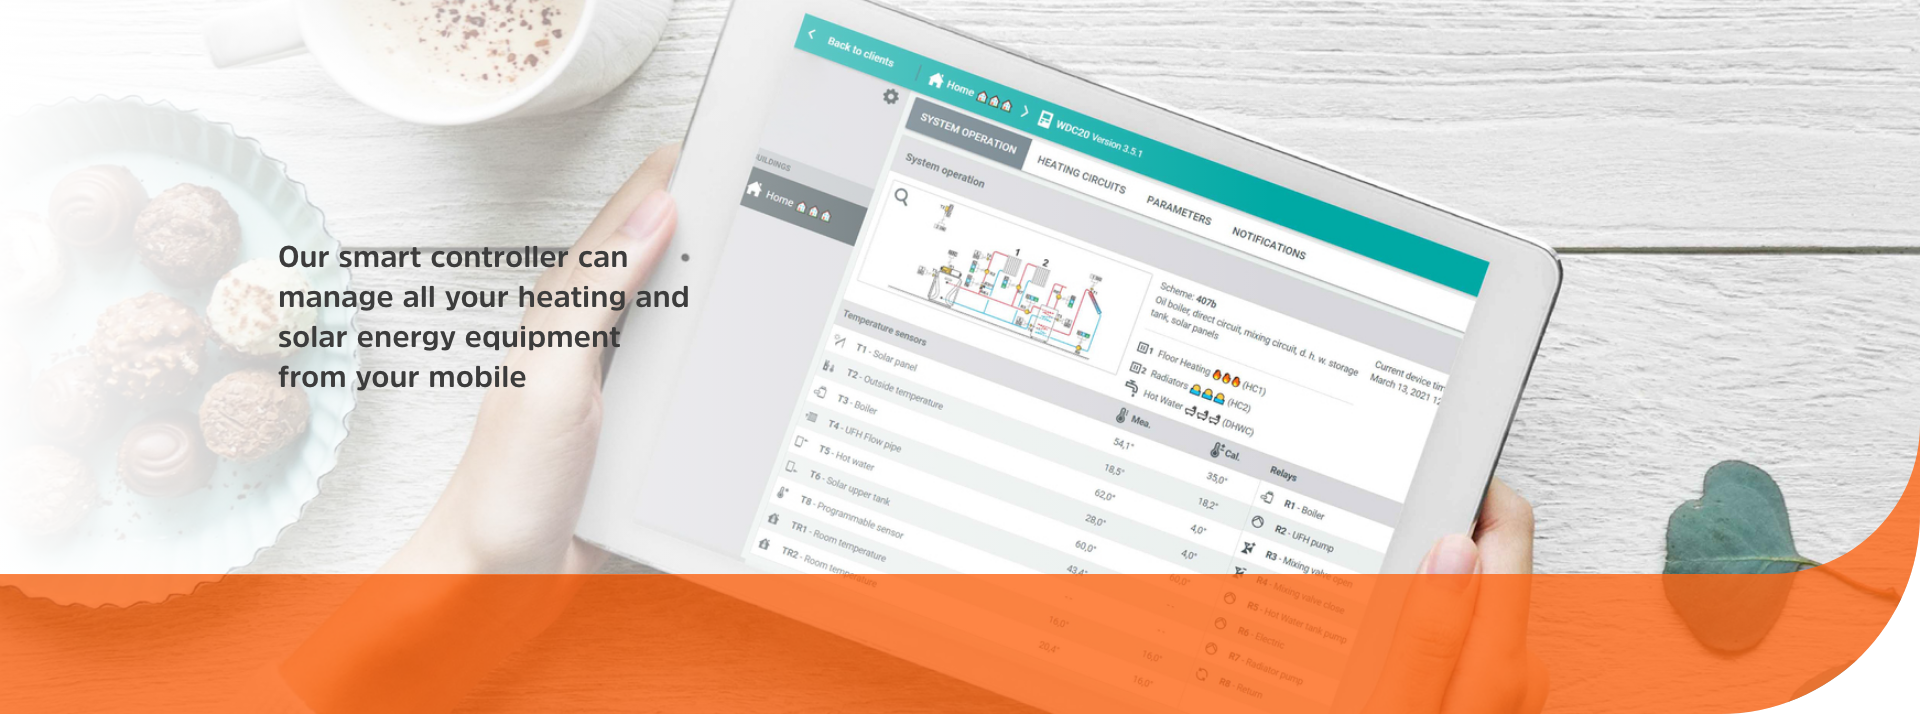 Our smart controller can
manage all your heating and
solar energy equipment
from your mobile
Back to clients
Home
WDC20 Version 3.5.1
SYSTEM OPERATION
HEATING CIRCUITS
PARAMETERS
NOTIFICATIONS
UILDINGS
Home
System operation
1
2
Scheme: 407b
Oil boiler, direct circuit, mixing circuit, d. h. w. storage
tank, solar panels
Current device tim
March 13, 2021 12
1 Floor Heating (HC1)
2 Radiators (HC2)
Hot Water (DHWC)
Temperature sensors
Mea.
Cal.
Relays
T1 - Solar panel
54,1°
T2 - Outside temperature
18,5°
35,0°
T3 - Boiler
62,0°
18,2°
T4 - UFH Flow pipe
28,0°
4,0°
T5 - Hot water
60,0°
4,0°
T6 - Solar upper tank
43,4°
60,0°
T8 - Programmable sensor
- -
- -
TR1 - Room temperature
16,0°
- -
TR2 - Room temperature
20,4°
16,0°
16,0°
R1 - Boiler
R2 - UFH pump
R3 - Mixing valve open
R4 - Mixing valve close
R5 - Hot Water tank pump
R6 - Electric
R7 - Radiator pump
R8 - Return